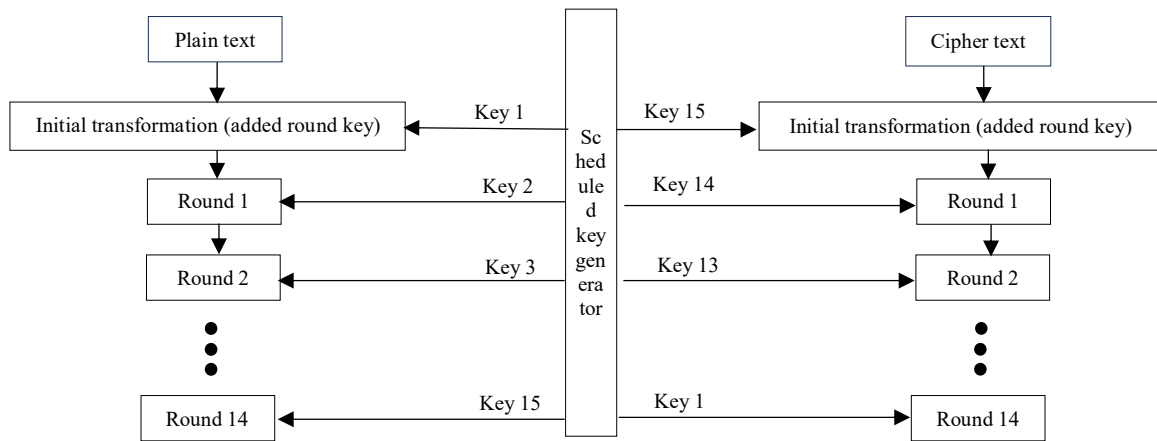 Plain text
Cipher text
Key 1
Key 15
Initial transformation (added round key)
Initial transformation (added round key)
Key 2
Key 14
Round 1
Round 1
Key 3
Key 13
Round 2
Round 2
Sc
hed
ule
d
key
gen
era
tor
Key 15
Key 1
Round 14
Round 14